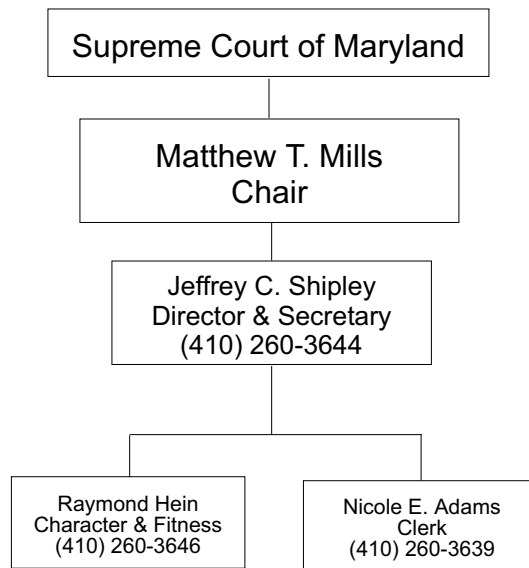 Supreme Court of Maryland
Matthew T. Mills
Chair
Jeffrey C. Shipley
Director & Secretary
(410) 260-3644
Raymond Hein
Character & Fitness
(410) 260-3646
Nicole E. Adams
Clerk
(410) 260-3639